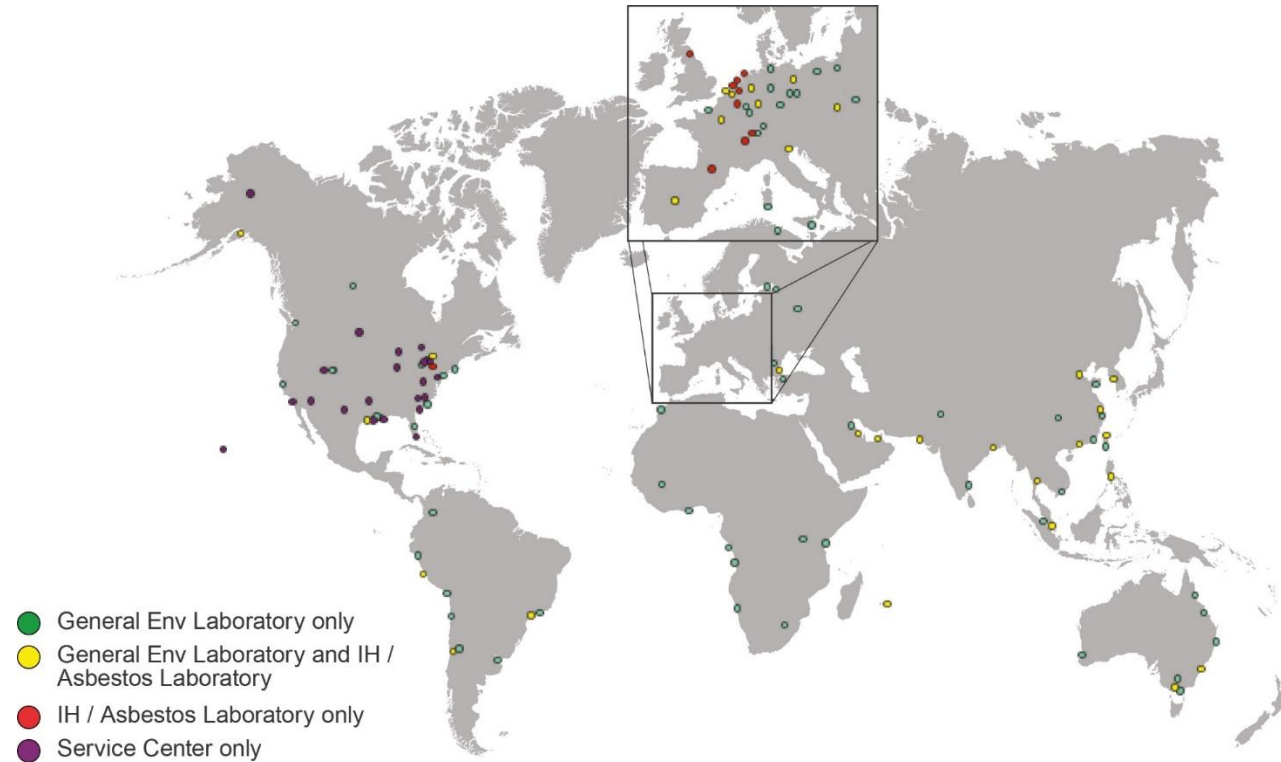 General Env Laboratory only
General Env Laboratory and IH /
Asbestos Laboratory
IH / Asbestos Laboratory only
Service Center only